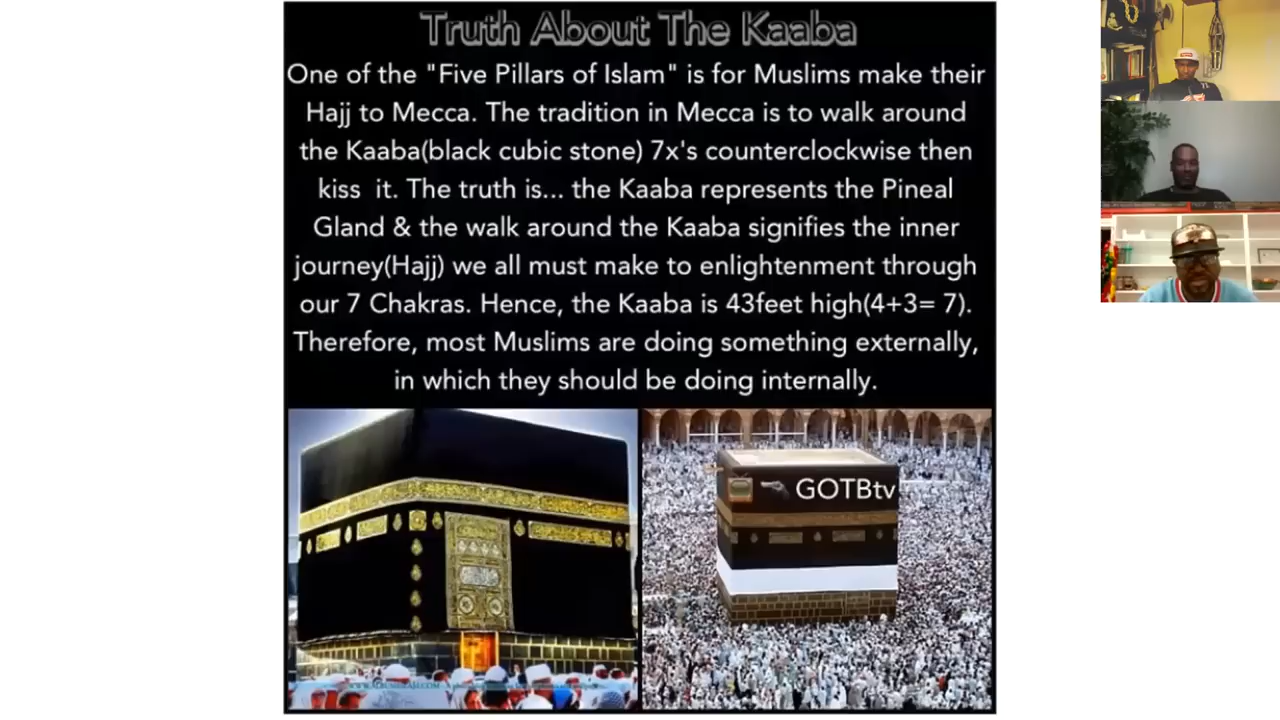 Truth About The Kaaba
One of the "Five Pillars of Islam" is for Muslims make their
Hajj to Mecca. The tradition in Mecca is to walk around
the Kaaba(black cubic stone) 7x's counterclockwise then
kiss it. The truth is... the Kaaba represents the Pineal
Gland & the walk around the Kaaba signifies the inner
journey(Hajj) we all must make to enlightenment through
our 7 Chakras. Hence, the Kaaba is 43feet high(4+3= 7).
Therefore, most Muslims are doing something externally,
in which they should be doing internally.
GOTBtv